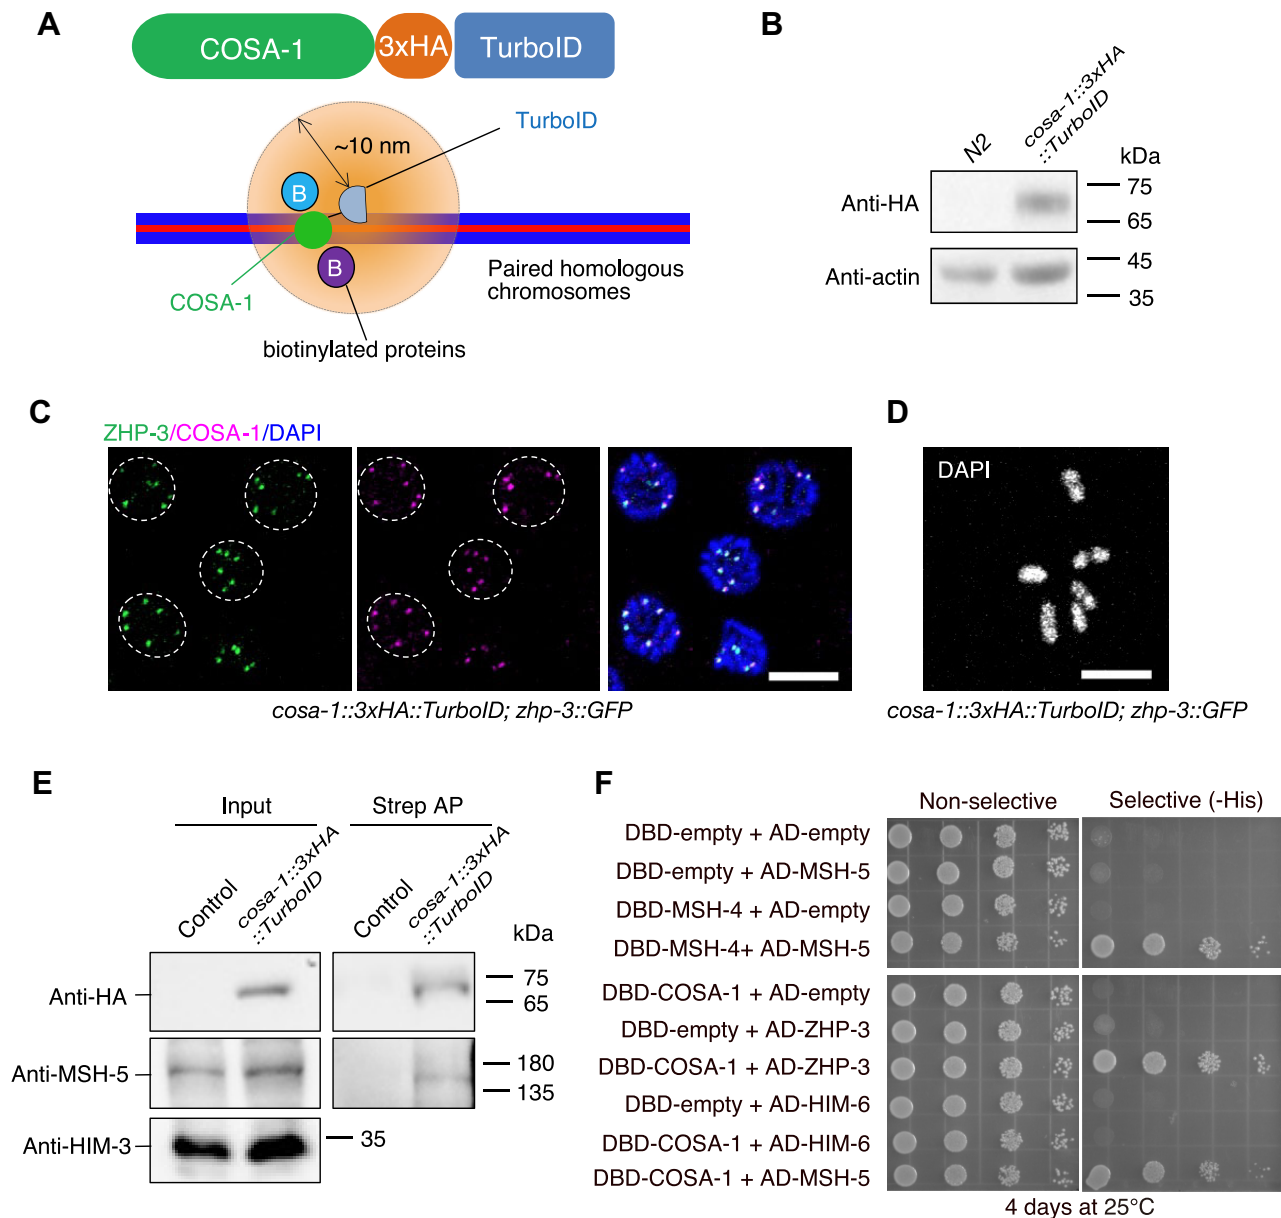 A
COSA-1
3xHA
TurboID
TurboID
~10 nm
B
B
COSA-1
Paired homologous
chromosomes
biotinylated proteins
B
N2
cosa-1::3xHA
::TurboID
kDa
Anti-HA
75
65
Anti-actin
45
35
C
ZHP-3/COSA-1/DAPI
cosa-1::3xHA::TurboID; zhp-3::GFP
D
DAPI
cosa-1::3xHA::TurboID; zhp-3::GFP
E
Input
Strep AP
Control
cosa-1::3xHA
::TurboID
Control
cosa-1::3xHA
::TurboID
kDa
Anti-HA
75
65
Anti-MSH-5
180
135
Anti-HIM-3
35
F
Non-selective
Selective (-His)
DBD-empty + AD-empty
DBD-empty + AD-MSH-5
DBD-MSH-4 + AD-empty
DBD-MSH-4+ AD-MSH-5
DBD-COSA-1 + AD-empty
DBD-empty + AD-ZHP-3
DBD-COSA-1 + AD-ZHP-3
DBD-empty + AD-HIM-6
DBD-COSA-1 + AD-HIM-6
DBD-COSA-1 + AD-MSH-5
4 days at 25°C